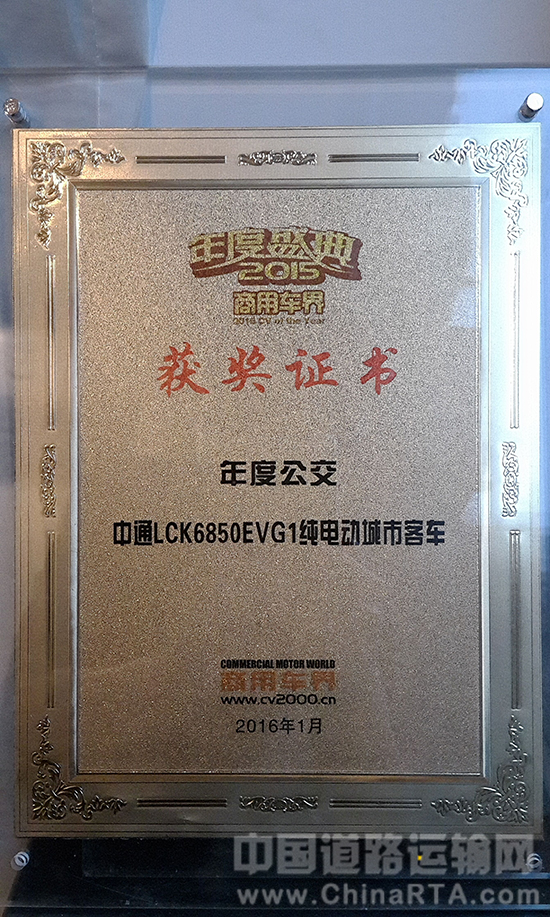 年度盛典
2015
商用车界
2015 CV of the Year
获奖证书
年度公交
中通LCK6850EVG1纯电动城市客车
COMMERCIAL MOTOR WORLD
商用车界
www.cv2000.cn
2016年1月
中国道路运输网
www.ChinaRTA.com